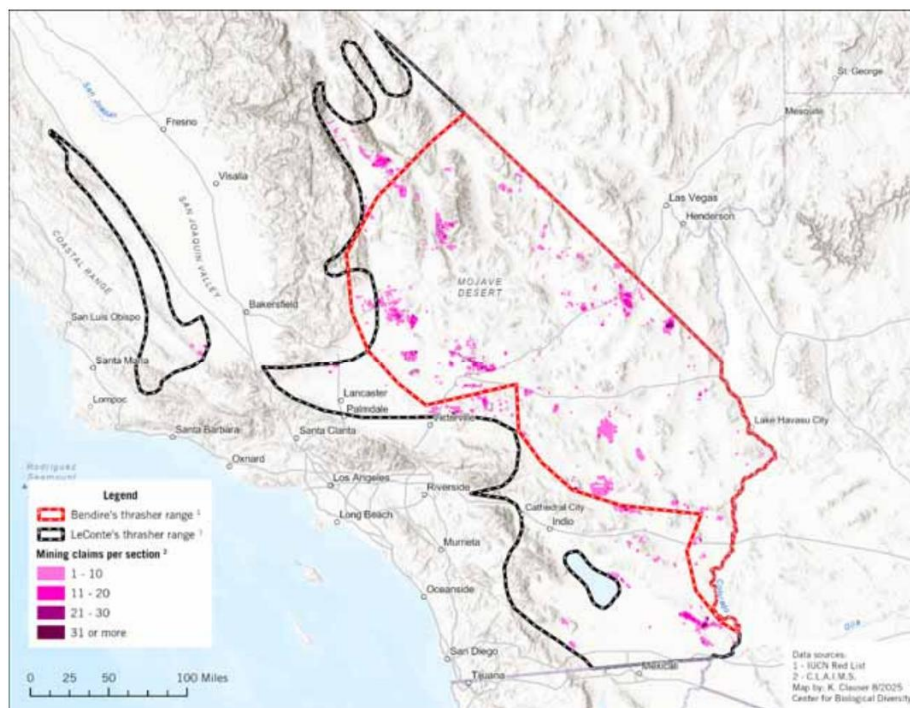 St. George
Mesquite
San Joaquin
Fresno
Visalia
Las Vegas
Henderson
SAN JOAQUIN VALLEY
COASTAL RANGE
MOJAVE
DESERT
Bakersfield
San Luis Obispo
Santa Maria
Lancaster
Lompoc
Palmdale
Victorville
Lake Havasu City
Santa Barbara
Santa Clarita
Oxnard
Rodriguez
Seamount
Los Angeles
Riverside
Cathedral City
Indio
Long Beach
Murrieta
Oceanside
Colorado
Gila
San Diego
Mexicali
Tijuana
Legend
Bendire's thrasher range 1
LeConte's thrasher range 1
Mining claims per section 2
1 - 10
11 - 20
21 - 30
31 or more
0 50 100 Miles
Data sources:
1 - IUCN Red List
2 - C.L.A.I.M.S.
Map by: K. Clauser 8/2025
Center for Biological Diversity